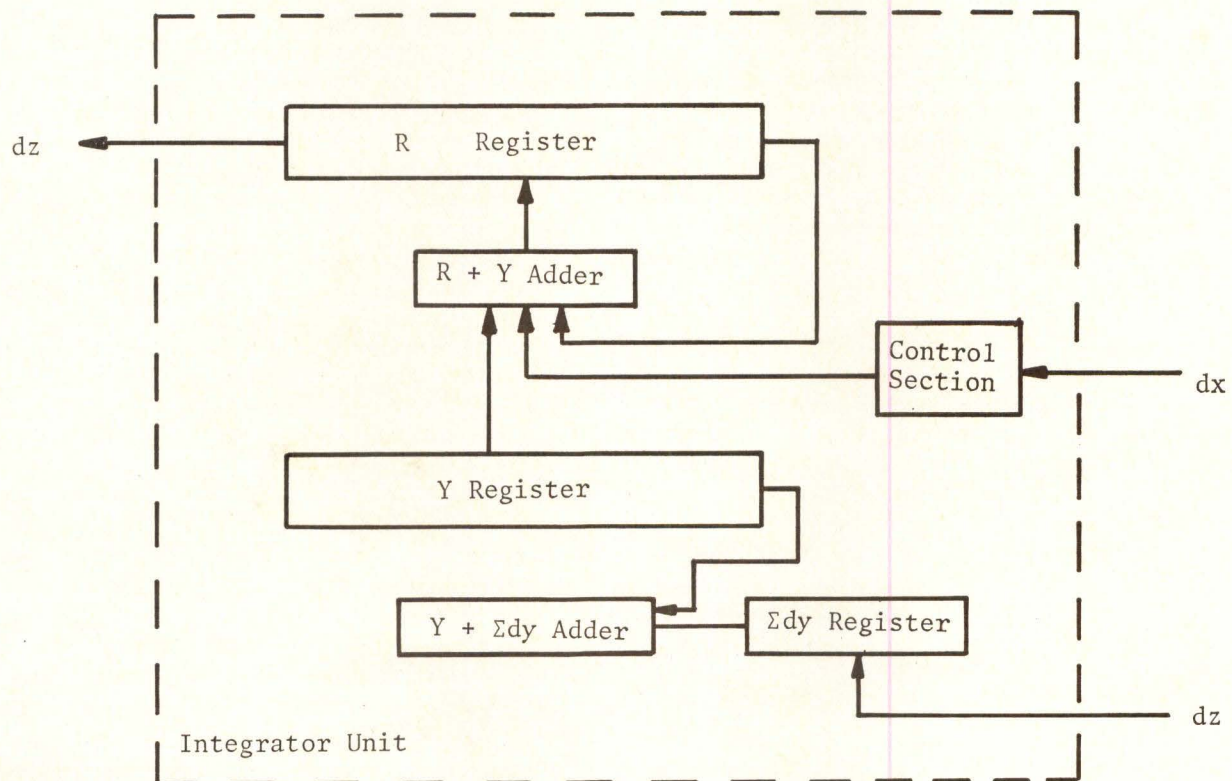 dz
R Register
R + Y Adder
Control
Section
dx
Y Register
Y + Σdy Adder
Σdy Register
dz
Integrator Unit